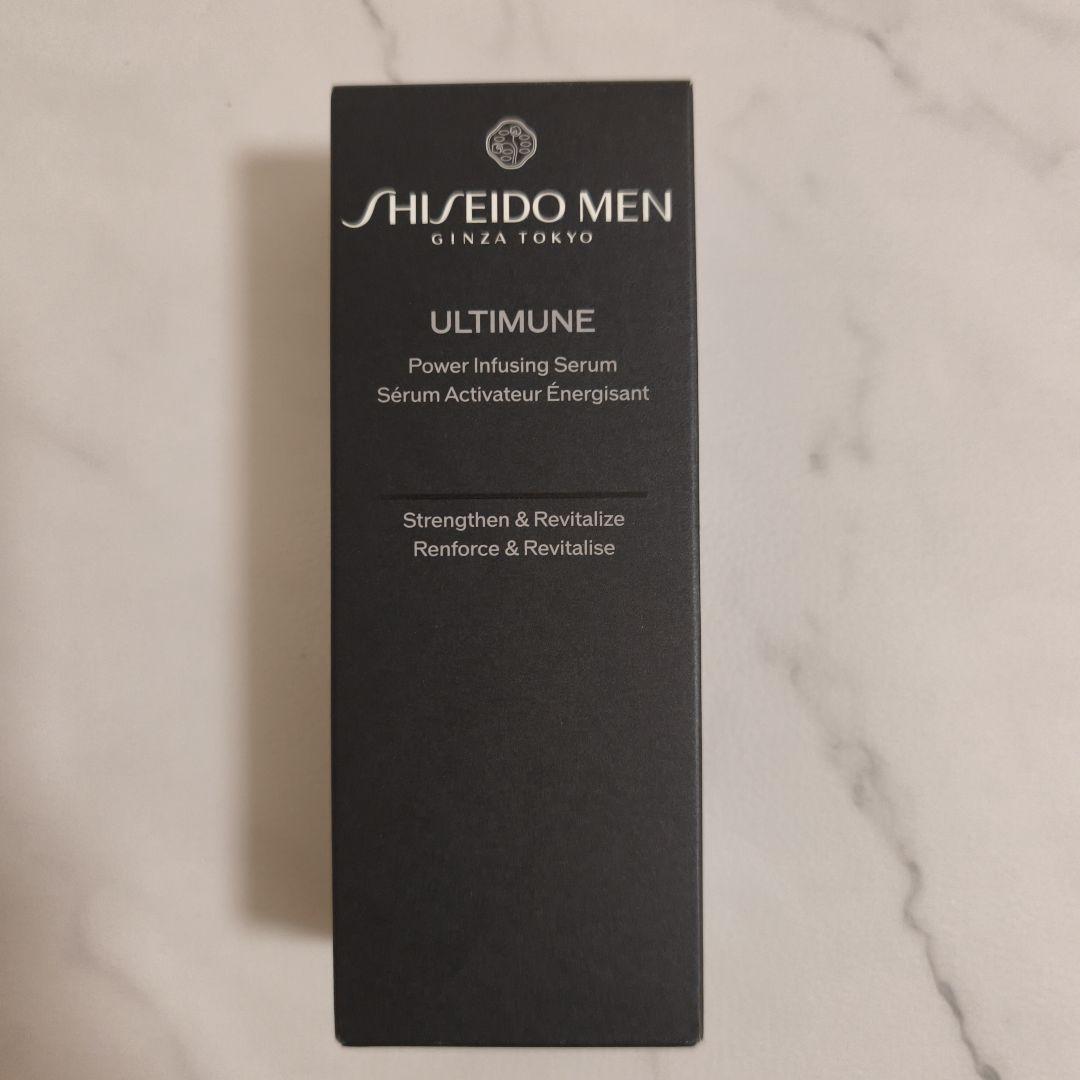 SHISEIDO MEN
GINZA TOKYO
ULTIMUNE
Power Infusing Serum
Sérum Activateur Énergisant
Strengthen & Revitalize
Renforce & Revitalise